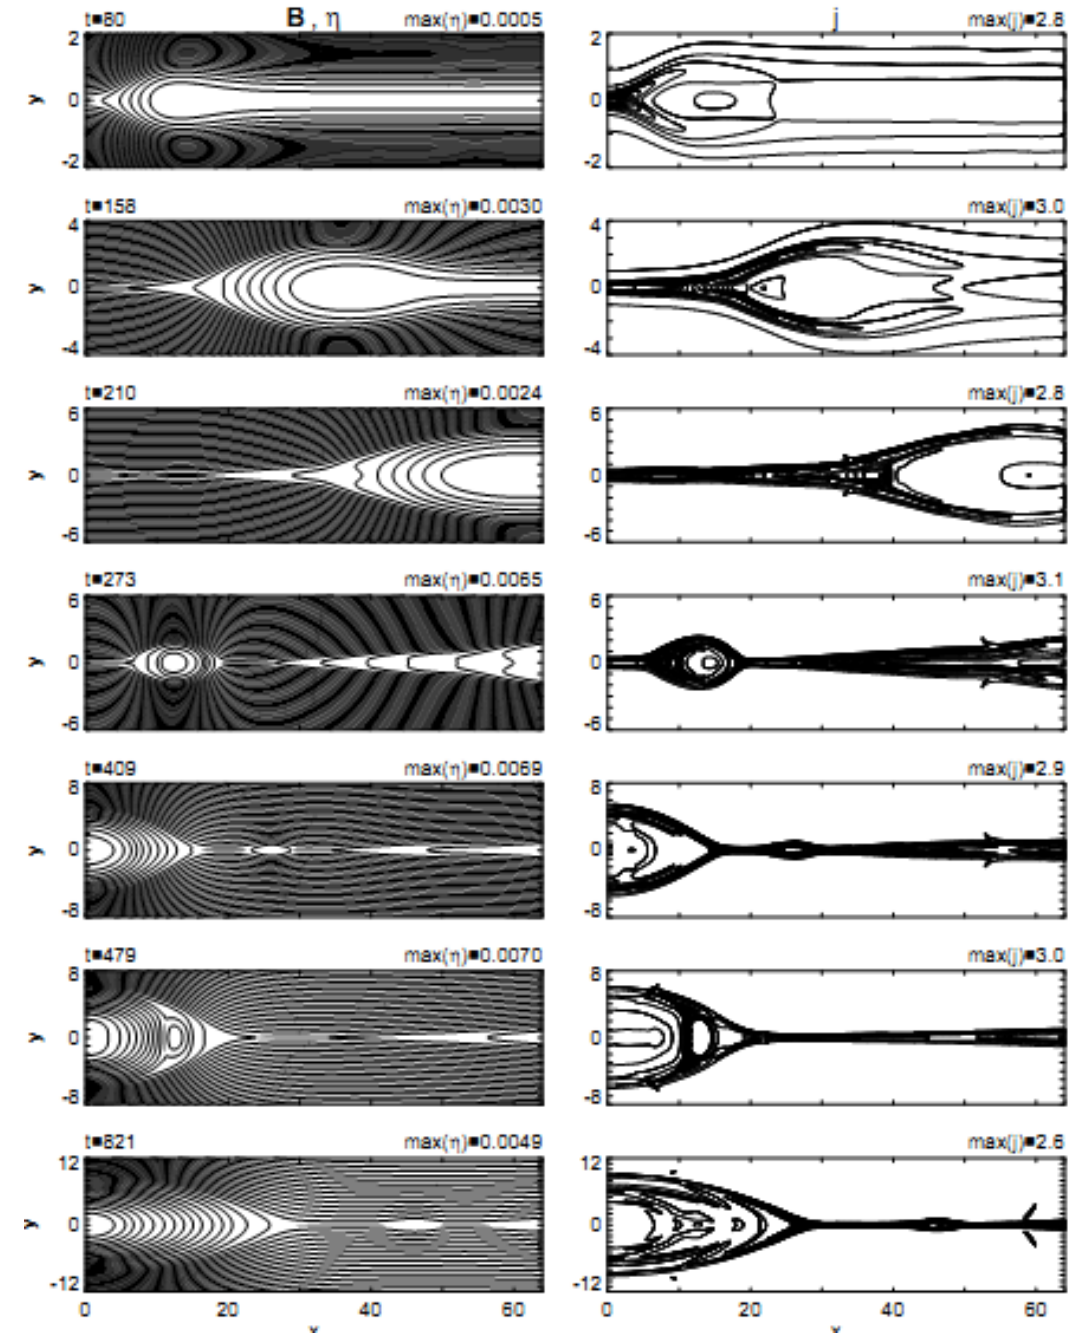 t=80 B , η max(η)=0.0005 j max(j)=2.8
2
y 0
-2
2
0
-2
t=158 max(η)=0.0030 max(j)=3.0
4
y 0
-4
4
0
-4
t=210 max(η)=0.0024 max(j)=2.8
6
y 0
-6
6
0
-6
t=273 max(η)=0.0065 max(j)=3.1
6
y 0
-6
6
0
-6
t=409 max(η)=0.0069 max(j)=2.9
8
y 0
-8
8
0
-8
t=479 max(η)=0.0070 max(j)=3.0
8
y 0
-8
8
0
-8
t=821 max(η)=0.0049 max(j)=2.6
12
y 0
-12
12
0
-12
0 20 40 60 0 20 40 60
x x